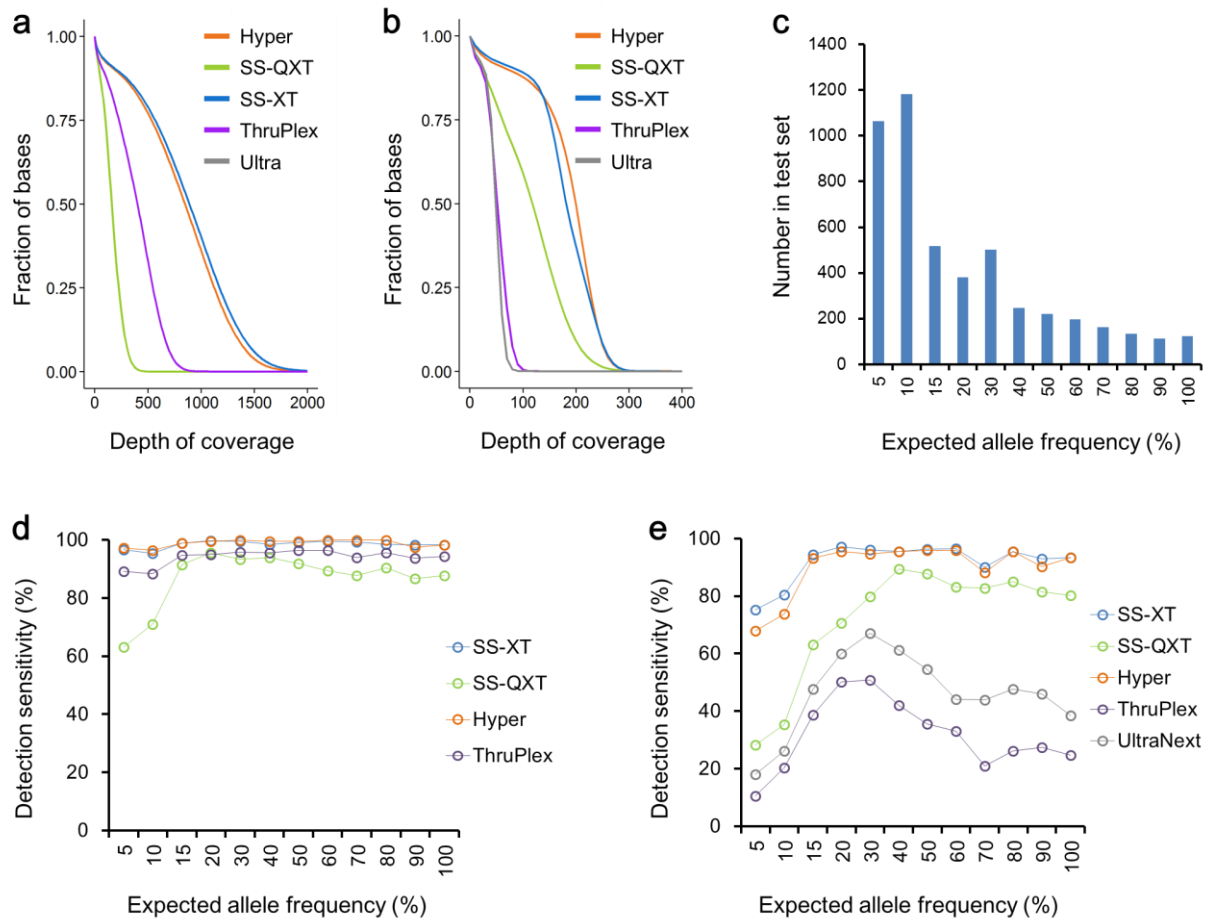 a
1.00
0.75
0.50
0.25
0.00
Fraction of bases
0
500
1000
1500
2000
Depth of coverage
Hyper
SS-QXT
SS-XT
ThruPlex
Ultra
b
1.00
0.75
0.50
0.25
0.00
Fraction of bases
0
100
200
300
400
Depth of coverage
Hyper
SS-QXT
SS-XT
ThruPlex
Ultra
c
1400
1200
1000
800
600
400
200
0
Number in test set
5
10
15
20
30
40
50
60
70
80
90
100
Expected allele frequency (%)
d
100
80
60
40
20
0
Detection sensitivity (%)
5
10
15
20
30
40
50
60
70
80
90
100
Expected allele frequency (%)
SS-XT
SS-QXT
Hyper
ThruPlex
e
100
80
60
40
20
0
Detection sensitivity (%)
5
10
15
20
30
40
50
60
70
80
90
100
Expected allele frequency (%)
SS-XT
SS-QXT
Hyper
ThruPlex
UltraNext